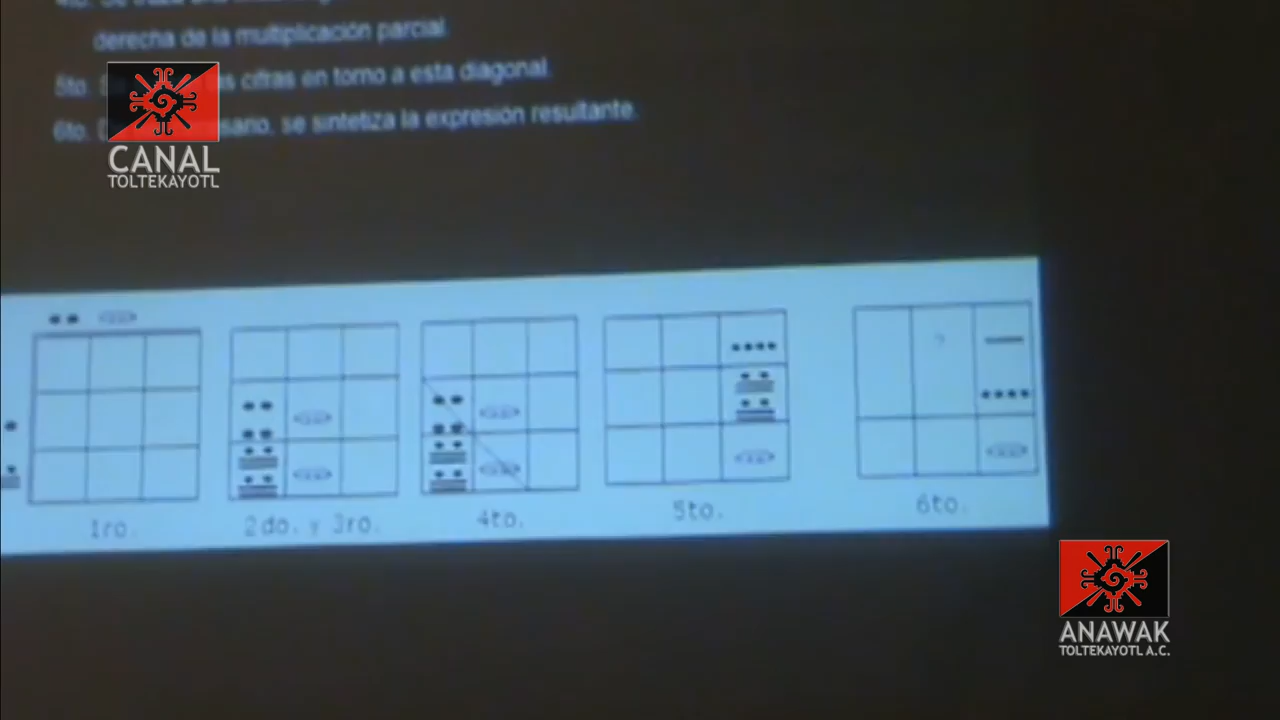 derecha de la multiplicación parcial.
5to. cifras en torno a esta diagonal.
6to. se sintetiza la expresión resultante.
CANAL
TOLTEKAYOTL
1ro.
2do. y 3ro.
4to.
5to.
6to.
ANAWAK
TOLTEKAYOTL A.C.